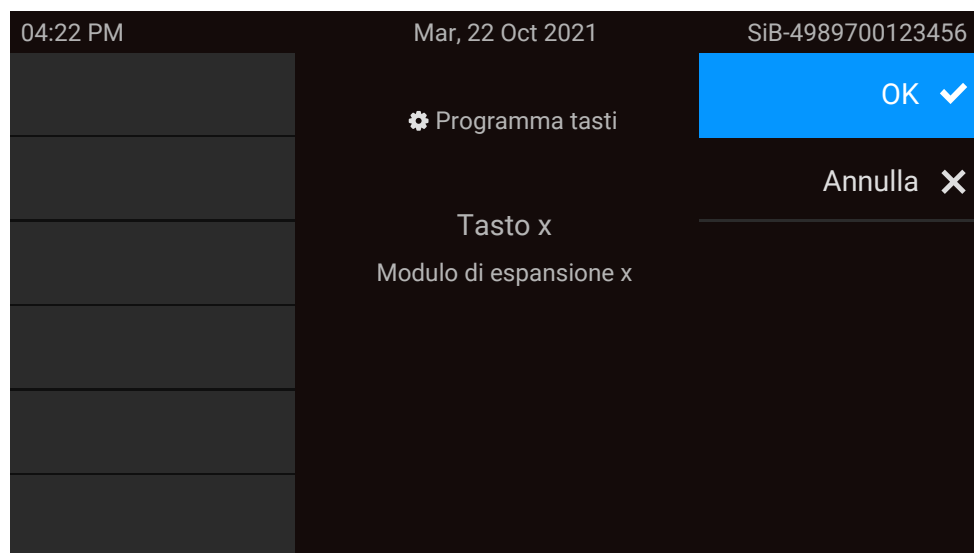 04:22 PM
Mar, 22 Oct 2021
SiB-4989700123456
OK
Programma tasti
Annulla
Tasto x
Modulo di espansione x